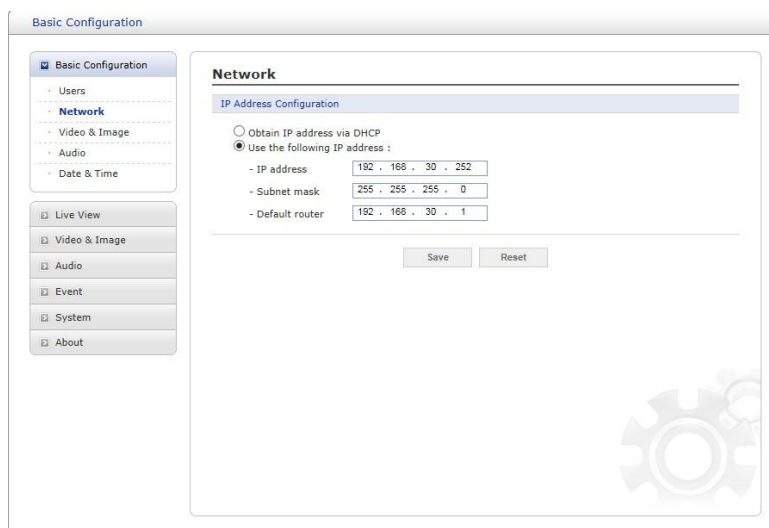 Basic Configuration
Basic Configuration
Users
Network
Video & Image
Audio
Date & Time
Live View
Video & Image
Audio
Event
System
About
Network
IP Address Configuration
Obtain IP address via DHCP
Use the following IP address :
- IP address 192 . 168 . 30 . 252
- Subnet mask 255 . 255 . 255 . 0
- Default router 192 . 168 . 30 . 1
Save Reset